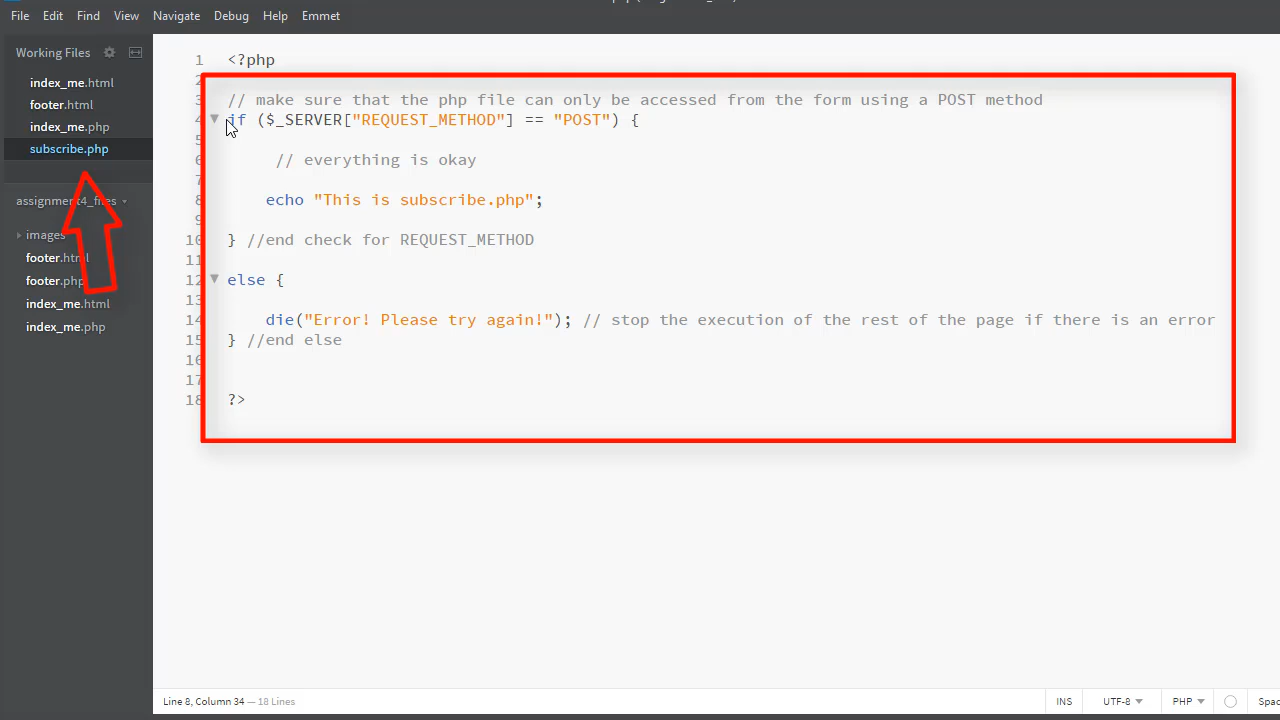 File Edit Find View Navigate Debug Help Emmet
Working Files
index_me.html
footer.html
index_me.php
subscribe.php
assignment4_files
images
footer.html
footer.php
index_me.html
index_me.php
1 <?php
2
3 // make sure that the php file can only be accessed from the form using a POST method
4 if ($_SERVER["REQUEST_METHOD"] == "POST") {
5
6 // everything is okay
7
8 echo "This is subscribe.php";
9
10 } //end check for REQUEST_METHOD
11
12 else {
13
14 die("Error! Please try again!"); // stop the execution of the rest of the page if there is an error
15 } //end else
16
17
18 ?>
Line 8, Column 34 — 18 Lines
INS UTF-8 PHP Spac